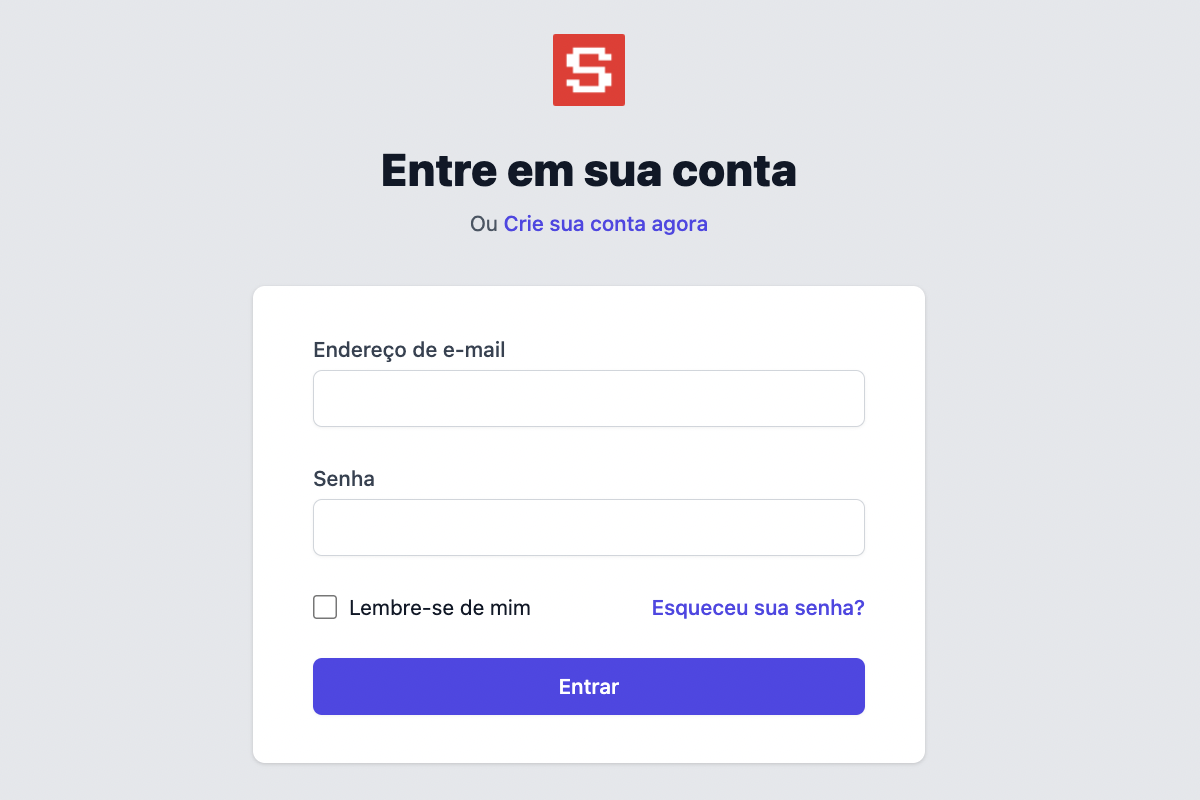 S
Entre em sua conta
Ou Crie sua conta agora
Endereço de e-mail
Senha
Lembre-se de mim
Esqueceu sua senha?
Entrar